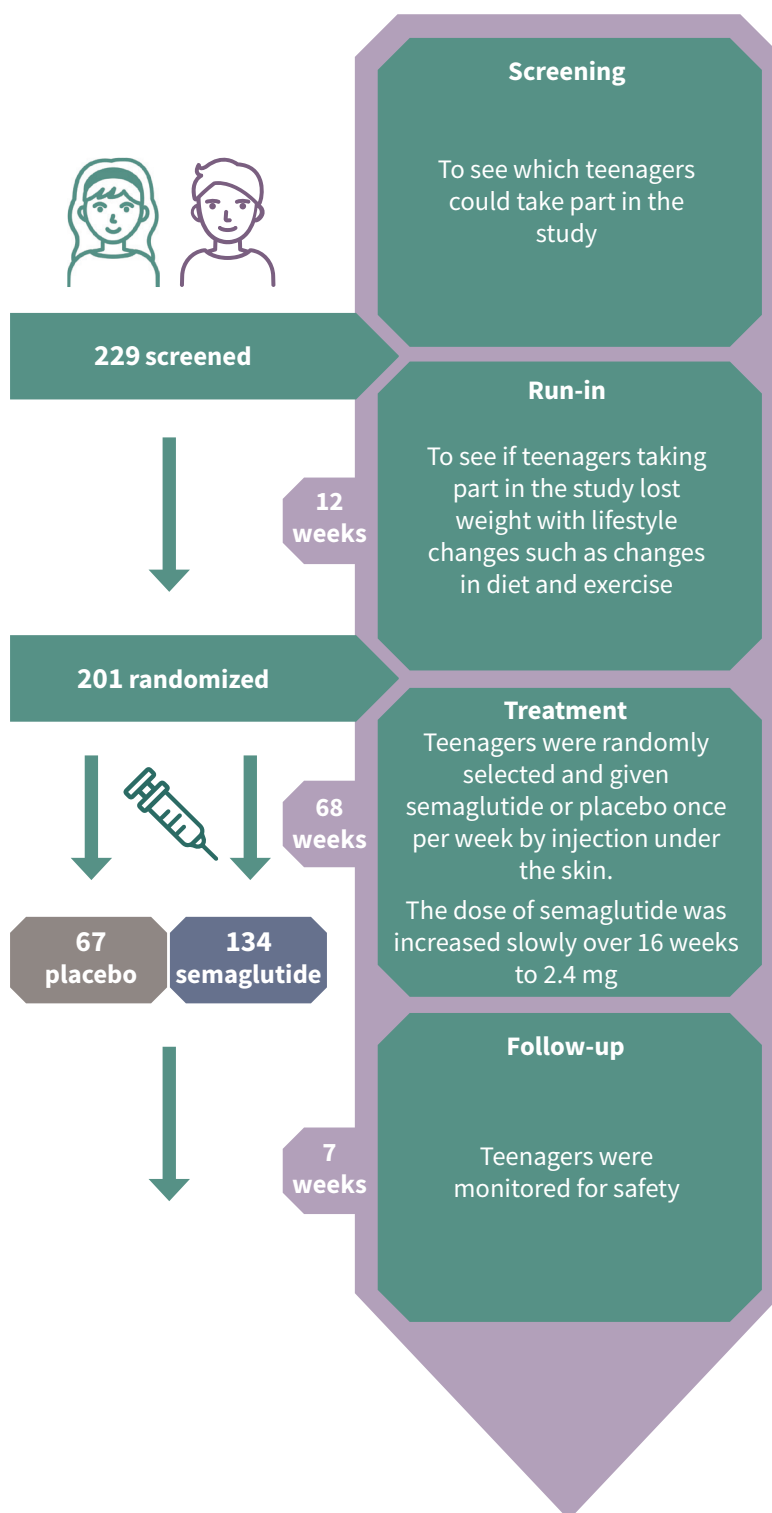 Screening
To see which teenagers
could take part in the
study
229 screened
Run-in
To see if teenagers taking
part in the study lost
weight with lifestyle
changes such as changes
in diet and exercise
12
weeks
201 randomized
Treatment
Teenagers were randomly
selected and given
semaglutide or placebo once
per week by injection under
the skin.
The dose of semaglutide was
increased slowly over 16 weeks
to 2.4 mg
68
weeks
67
placebo
134
semaglutide
Follow-up
Teenagers were
monitored for safety
7
weeks